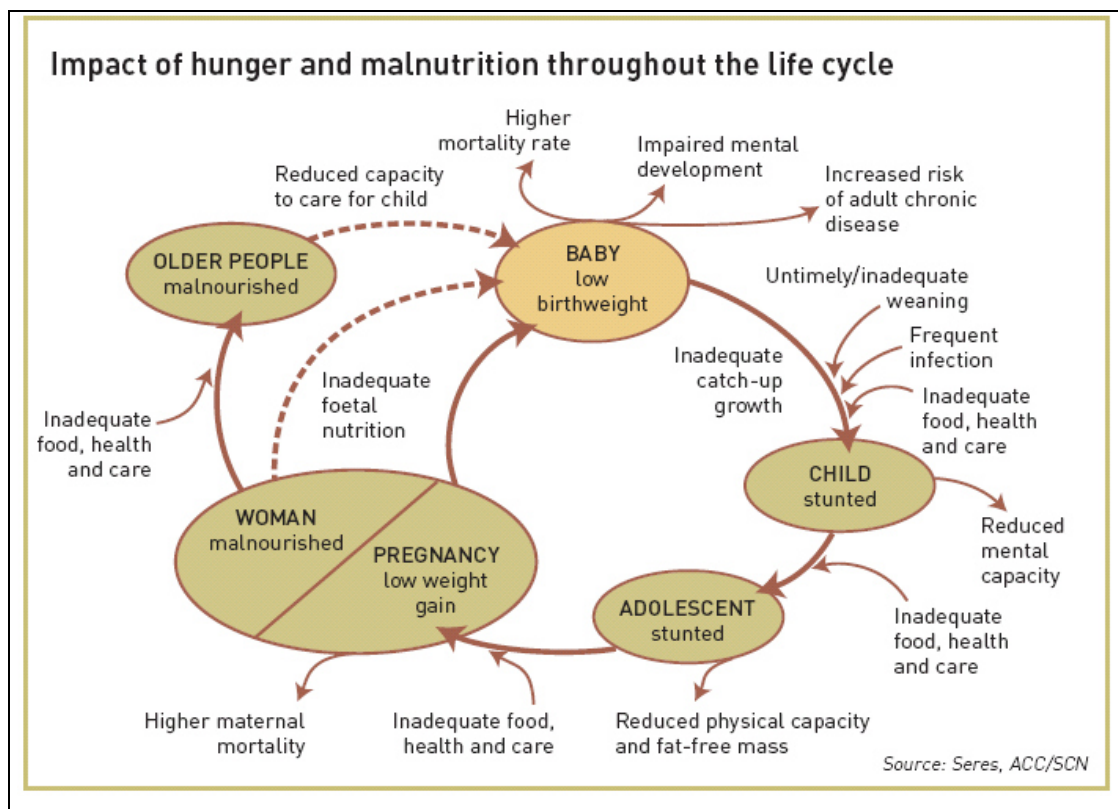 Impact of hunger and malnutrition throughout the life cycle
Higher
mortality rate
Impaired mental
development
Increased risk
of adult chronic
disease
Reduced capacity
to care for child
OLDER PEOPLE
malnourished
BABY
low
birthweight
Untimely/inadequate
weaning
Frequent
infection
Inadequate
food, health
and care
Inadequate
catch-up
growth
Inadequate
foetal
nutrition
Inadequate
food, health
and care
CHILD
stunted
WOMAN
malnourished
PREGNANCY
low weight
gain
Reduced
mental
capacity
ADOLESCENT
stunted
Inadequate
food, health
and care
Higher maternal
mortality
Inadequate food,
health and care
Reduced physical capacity
and fat-free mass
Source: Seres, ACC/SCN